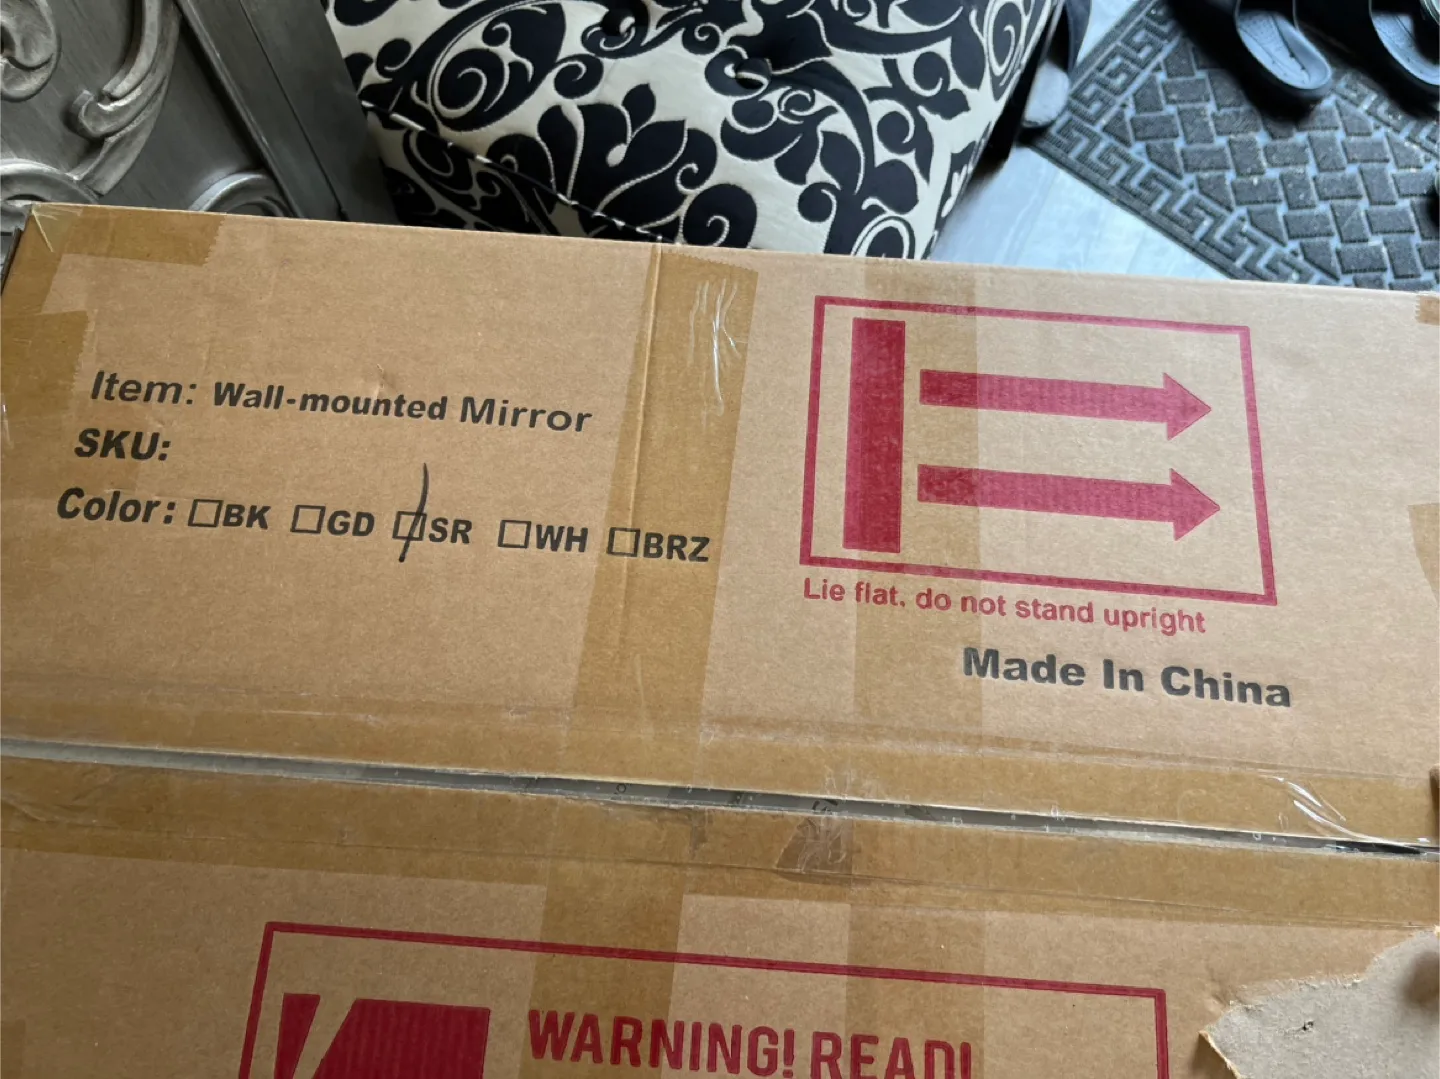 Item: Wall-mounted Mirror
SKU:
Color: ☐BK ☐GD ☐SR ☐WH ☐BRZ
Lie flat, do not stand upright
Made In China
WARNING! READ!